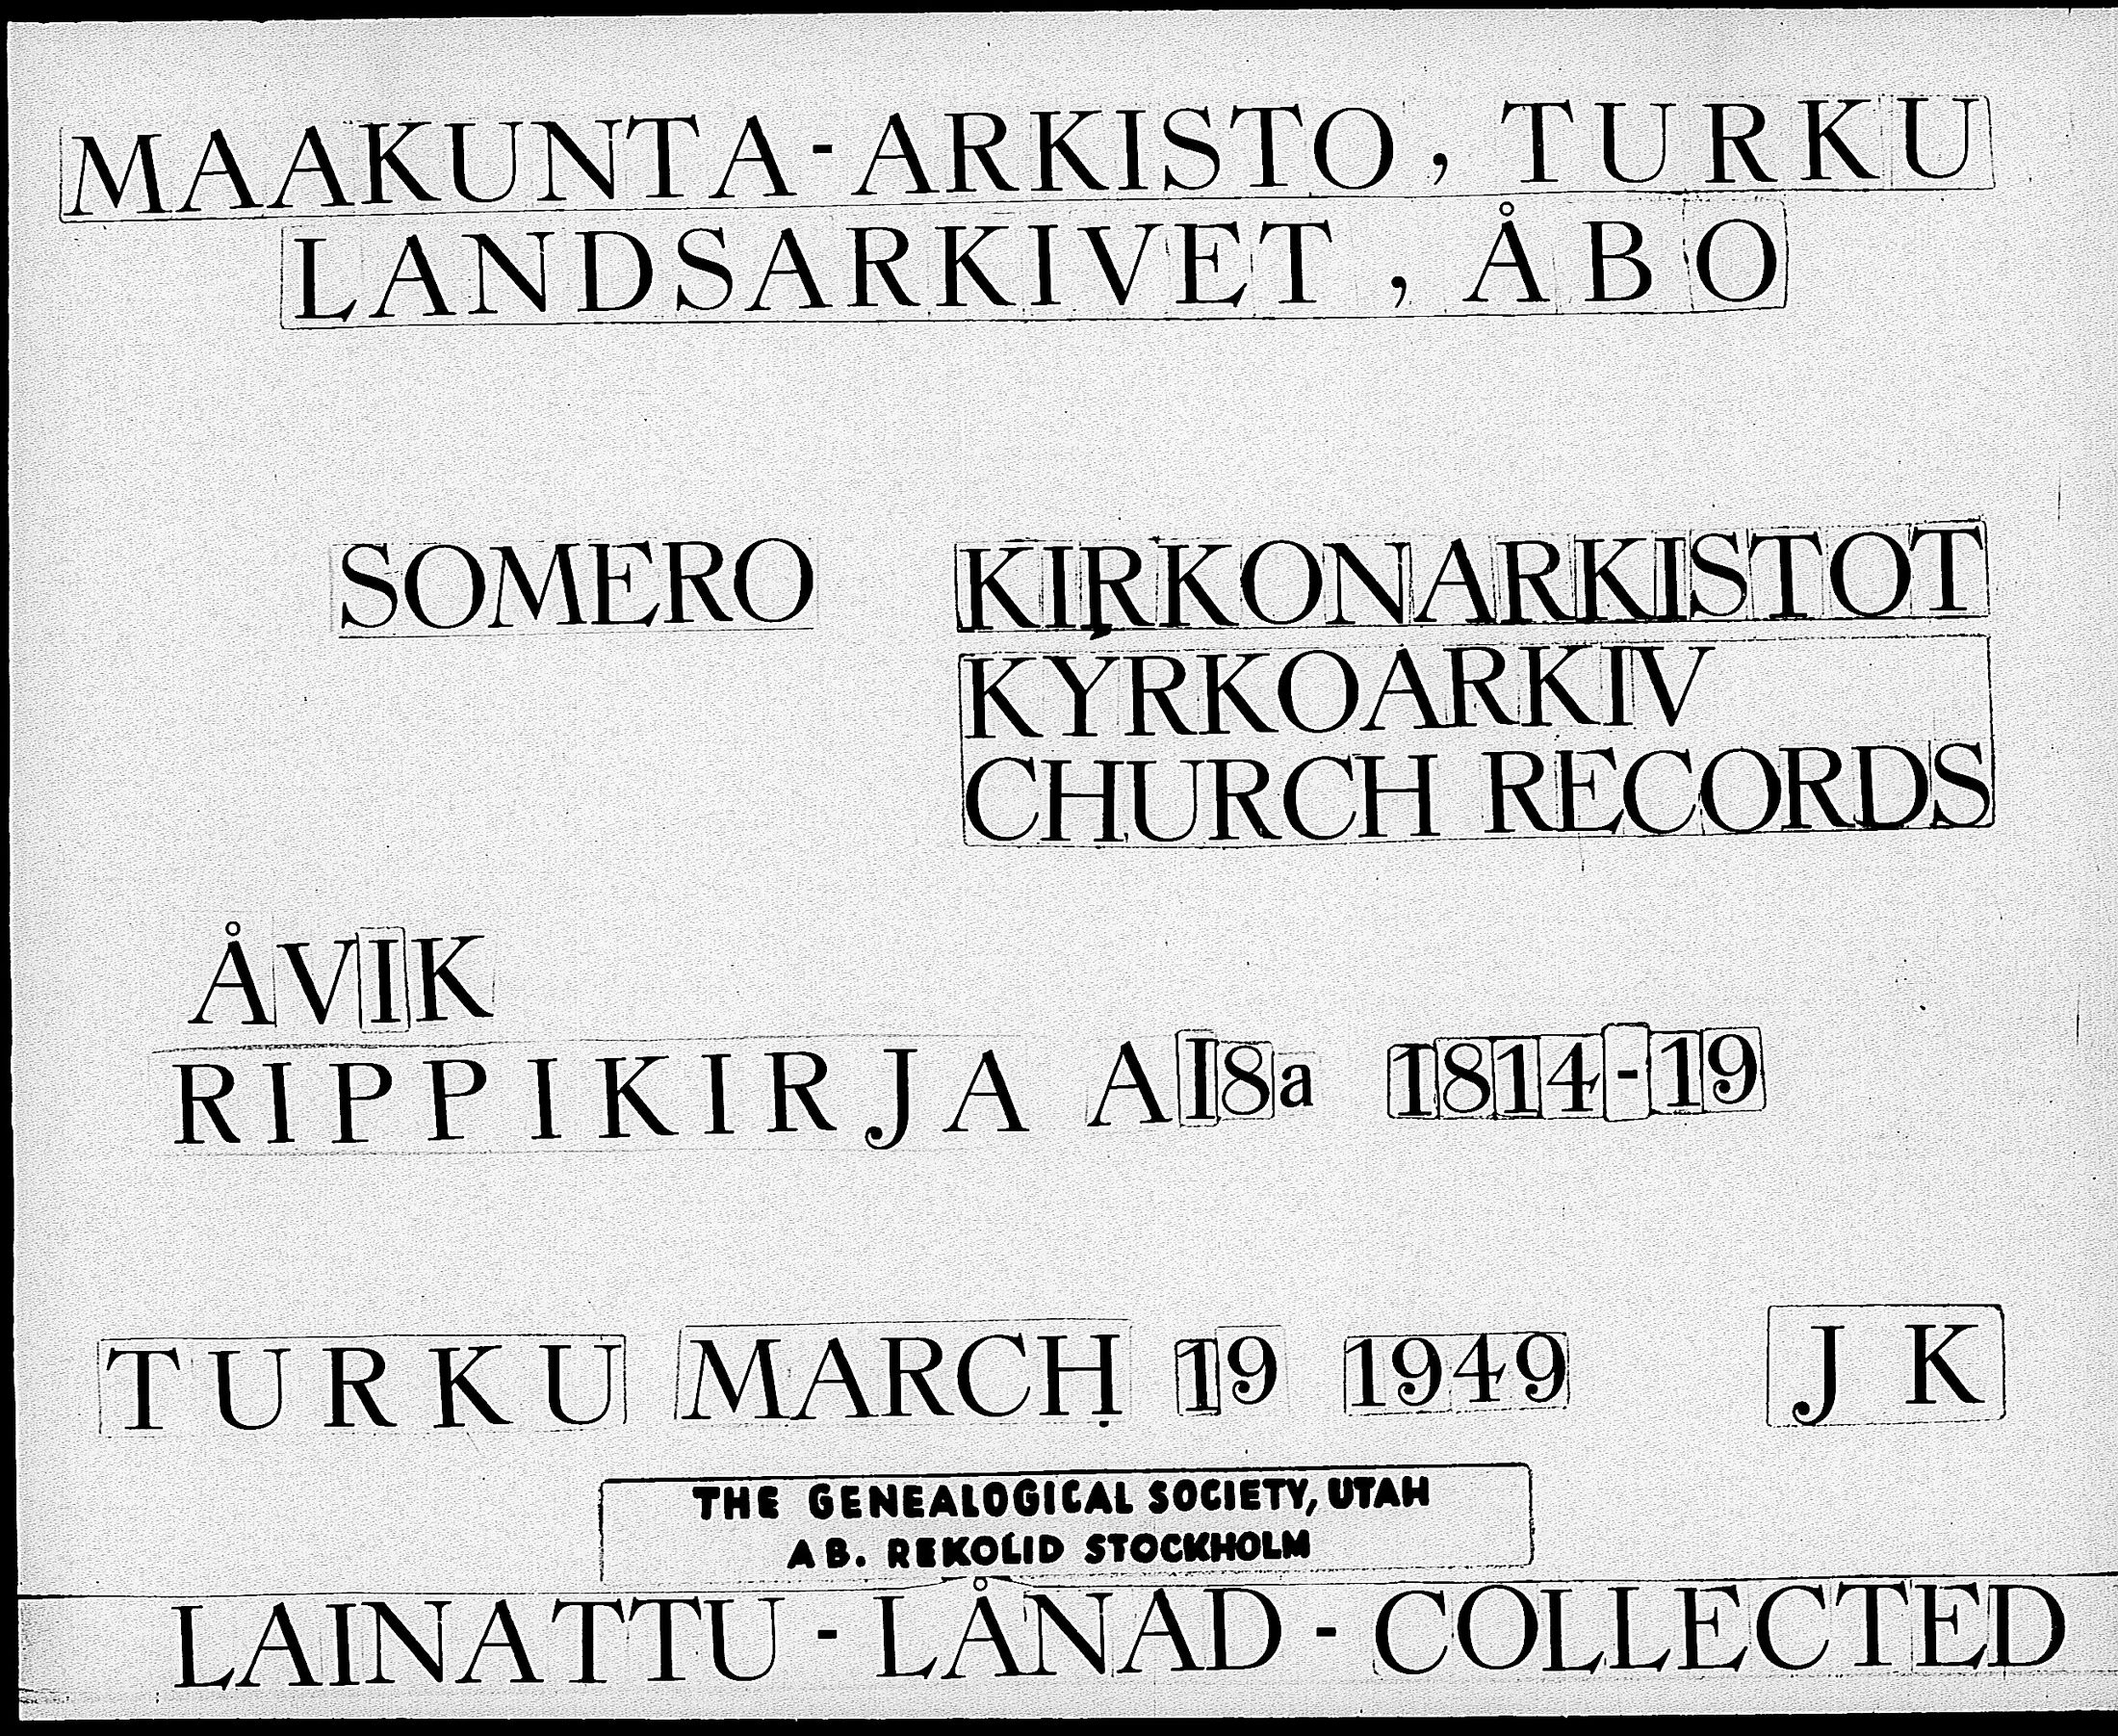 MAAKUNTA-ARKISTO, TURKU
LANDSARKIVET, ÅBO
SOMERO KIRKONARKISTOT
KYRKOARKIV
CHURCH RECORDS
ÅVIK
RIPPIKIRJA AI8a 1814-19
TURKU MARCH 19 1949 J K
THE GENEALOGICAL SOCIETY, UTAH
AB. REKOLID STOCKHOLM
LAINATTU - LÅNAD - COLLECTED